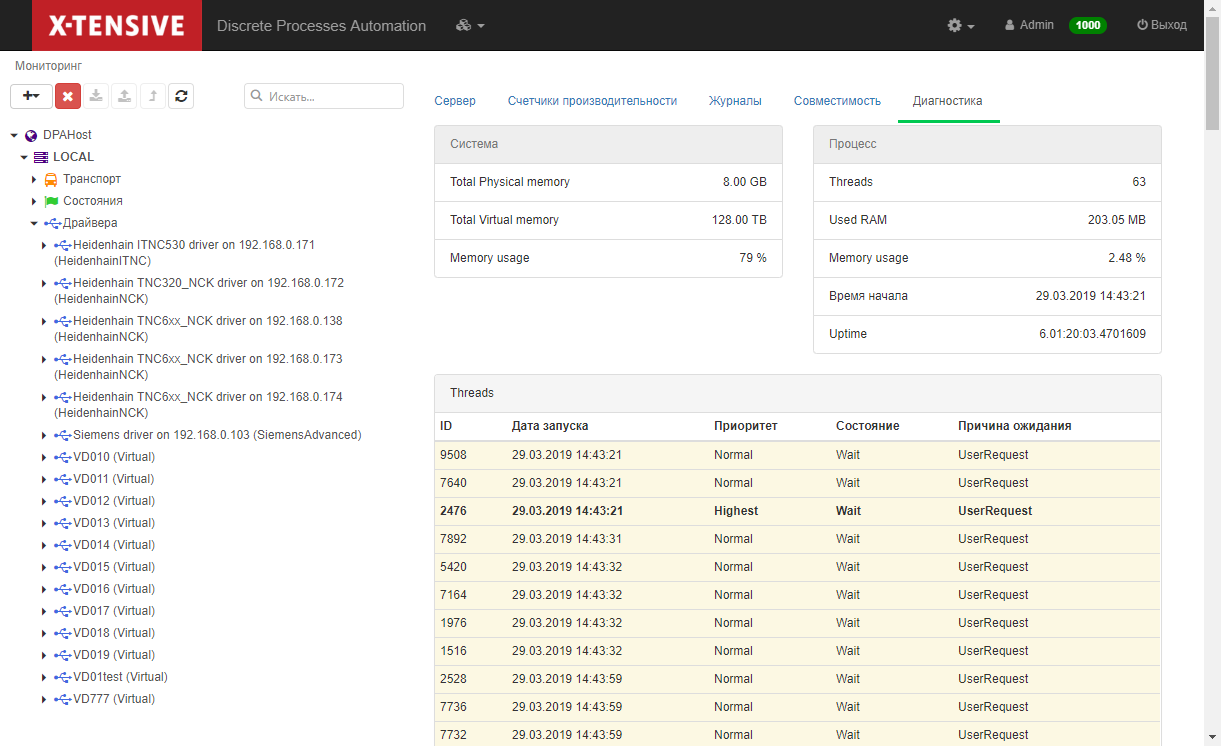 X-TENSIVE
Discrete Processes Automation
Admin
1000
Выход
Мониторинг
Искать...
DPAHost
LOCAL
Транспорт
Состояния
Драйвера
Heidenhain ITNC530 driver on 192.168.0.171
(HeidenhainITNC)
Heidenhain TNC320_NCK driver on 192.168.0.172
(HeidenhainNCK)
Heidenhain TNC6xx_NCK driver on 192.168.0.138
(HeidenhainNCK)
Heidenhain TNC6xx_NCK driver on 192.168.0.173
(HeidenhainNCK)
Heidenhain TNC6xx_NCK driver on 192.168.0.174
(HeidenhainNCK)
Siemens driver on 192.168.0.103 (SiemensAdvanced)
VD010 (Virtual)
VD011 (Virtual)
VD012 (Virtual)
VD013 (Virtual)
VD014 (Virtual)
VD015 (Virtual)
VD016 (Virtual)
VD017 (Virtual)
VD018 (Virtual)
VD019 (Virtual)
VD01test (Virtual)
VD777 (Virtual)
Сервер Счетчики производительности Журналы Совместимость Диагностика
Система
Total Physical memory 8.00 GB
Total Virtual memory 128.00 TB
Memory usage 79 %
Процесс
Threads 63
Used RAM 203.05 MB
Memory usage 2.48 %
Время начала 29.03.2019 14:43:21
Uptime 6.01:20:03.4701609
Threads
ID Дата запуска Приоритет Состояние Причина ожидания
9508 29.03.2019 14:43:21 Normal Wait UserRequest
7640 29.03.2019 14:43:21 Normal Wait UserRequest
2476 29.03.2019 14:43:21 Highest Wait UserRequest
7892 29.03.2019 14:43:31 Normal Wait UserRequest
5420 29.03.2019 14:43:32 Normal Wait UserRequest
7164 29.03.2019 14:43:32 Normal Wait UserRequest
1976 29.03.2019 14:43:32 Normal Wait UserRequest
1516 29.03.2019 14:43:32 Normal Wait UserRequest
2528 29.03.2019 14:43:59 Normal Wait UserRequest
7736 29.03.2019 14:43:59 Normal Wait UserRequest
7732 29.03.2019 14:43:59 Normal Wait UserRequest